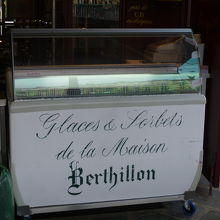 Glaces & Sorbets
de la Maison
Berthillon